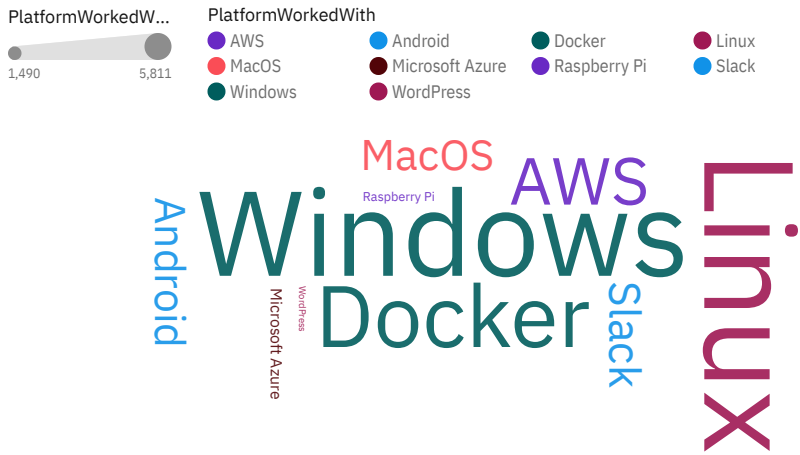 PlatformWorkedW...
1,490 5,811
PlatformWorkedWith
AWS Android Docker Linux
MacOS Microsoft Azure Raspberry Pi Slack
Windows WordPress
MacOS
AWS
Raspberry Pi
Windows
Android
Linux
Docker
Slack
Microsoft Azure
WordPress